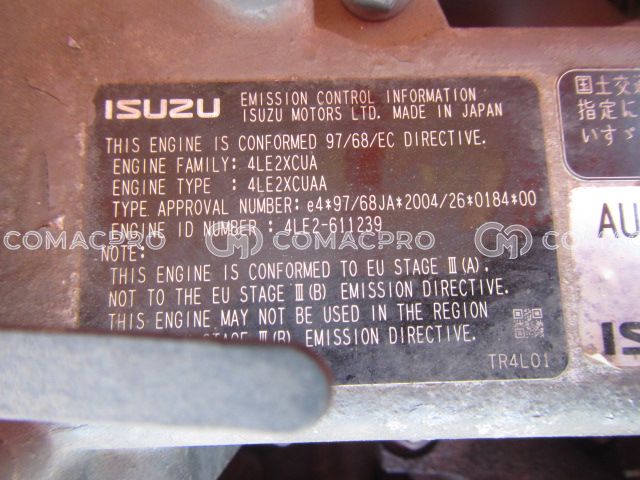 ISUZU EMISSION CONTROL INFORMATION
ISUZU MOTORS LTD. MADE IN JAPAN
THIS ENGINE IS CONFORMED 97/68/EC DIRECTIVE.
ENGINE FAMILY: 4LE2XCUA
ENGINE TYPE : 4LE2XCUAA
TYPE APPROVAL NUMBER: e4*97/68JA*2004/26*0184*00
ENGINE ID NUMBER : 4LE2-611239
NOTE:
THIS ENGINE IS CONFORMED TO EU STAGE Ⅲ(A).
NOT TO THE EU STAGE Ⅲ(B) EMISSION DIRECTIVE.
THIS ENGINE MAY NOT BE USED IN THE REGION
STAGE Ⅲ(B) EMISSION DIRECTIVE.
TR4L01
国土交
指定に
いすゞ
AU
IS
COMACPRO COMACPRO